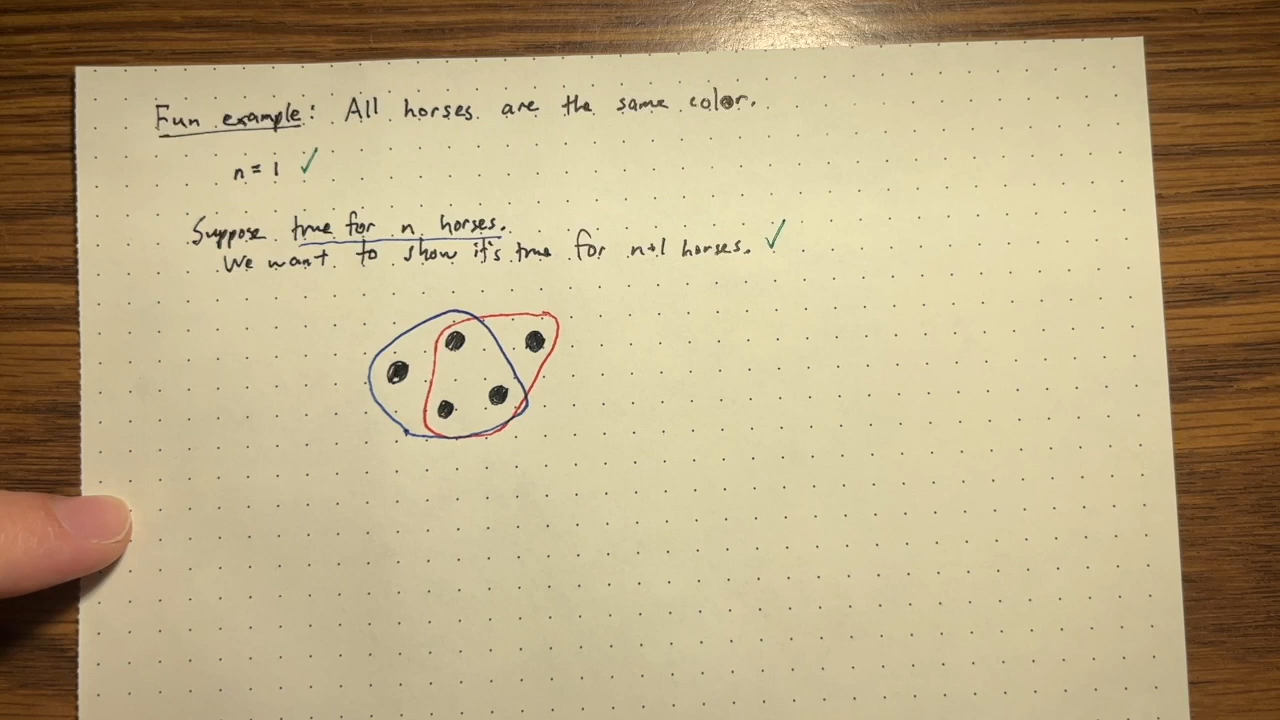 Fun example: All horses are the same color.
n = 1 ✓
Suppose true for n horses.
We want to show it's true for n+1 horses. ✓